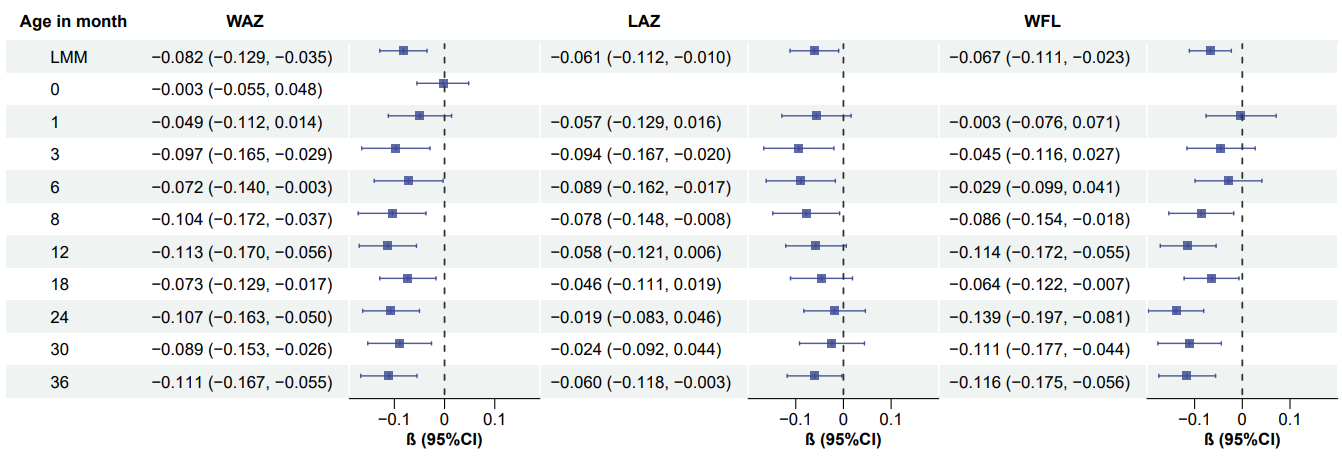 Age in month WAZ LAZ WFL
LMM −0.082 (−0.129, −0.035) −0.061 (−0.112, −0.010) −0.067 (−0.111, −0.023)
0 −0.003 (−0.055, 0.048)
1 −0.049 (−0.112, 0.014) −0.057 (−0.129, 0.016) −0.003 (−0.076, 0.071)
3 −0.097 (−0.165, −0.029) −0.094 (−0.167, −0.020) −0.045 (−0.116, 0.027)
6 −0.072 (−0.140, −0.003) −0.089 (−0.162, −0.017) −0.029 (−0.099, 0.041)
8 −0.104 (−0.172, −0.037) −0.078 (−0.148, −0.008) −0.086 (−0.154, −0.018)
12 −0.113 (−0.170, −0.056) −0.058 (−0.121, 0.006) −0.114 (−0.172, −0.055)
18 −0.073 (−0.129, −0.017) −0.046 (−0.111, 0.019) −0.064 (−0.122, −0.007)
24 −0.107 (−0.163, −0.050) −0.019 (−0.083, 0.046) −0.139 (−0.197, −0.081)
30 −0.089 (−0.153, −0.026) −0.024 (−0.092, 0.044) −0.111 (−0.177, −0.044)
36 −0.111 (−0.167, −0.055) −0.060 (−0.118, −0.003) −0.116 (−0.175, −0.056)
−0.1 0 0.1 −0.1 0 0.1 −0.1 0 0.1
ß (95%CI) ß (95%CI) ß (95%CI)